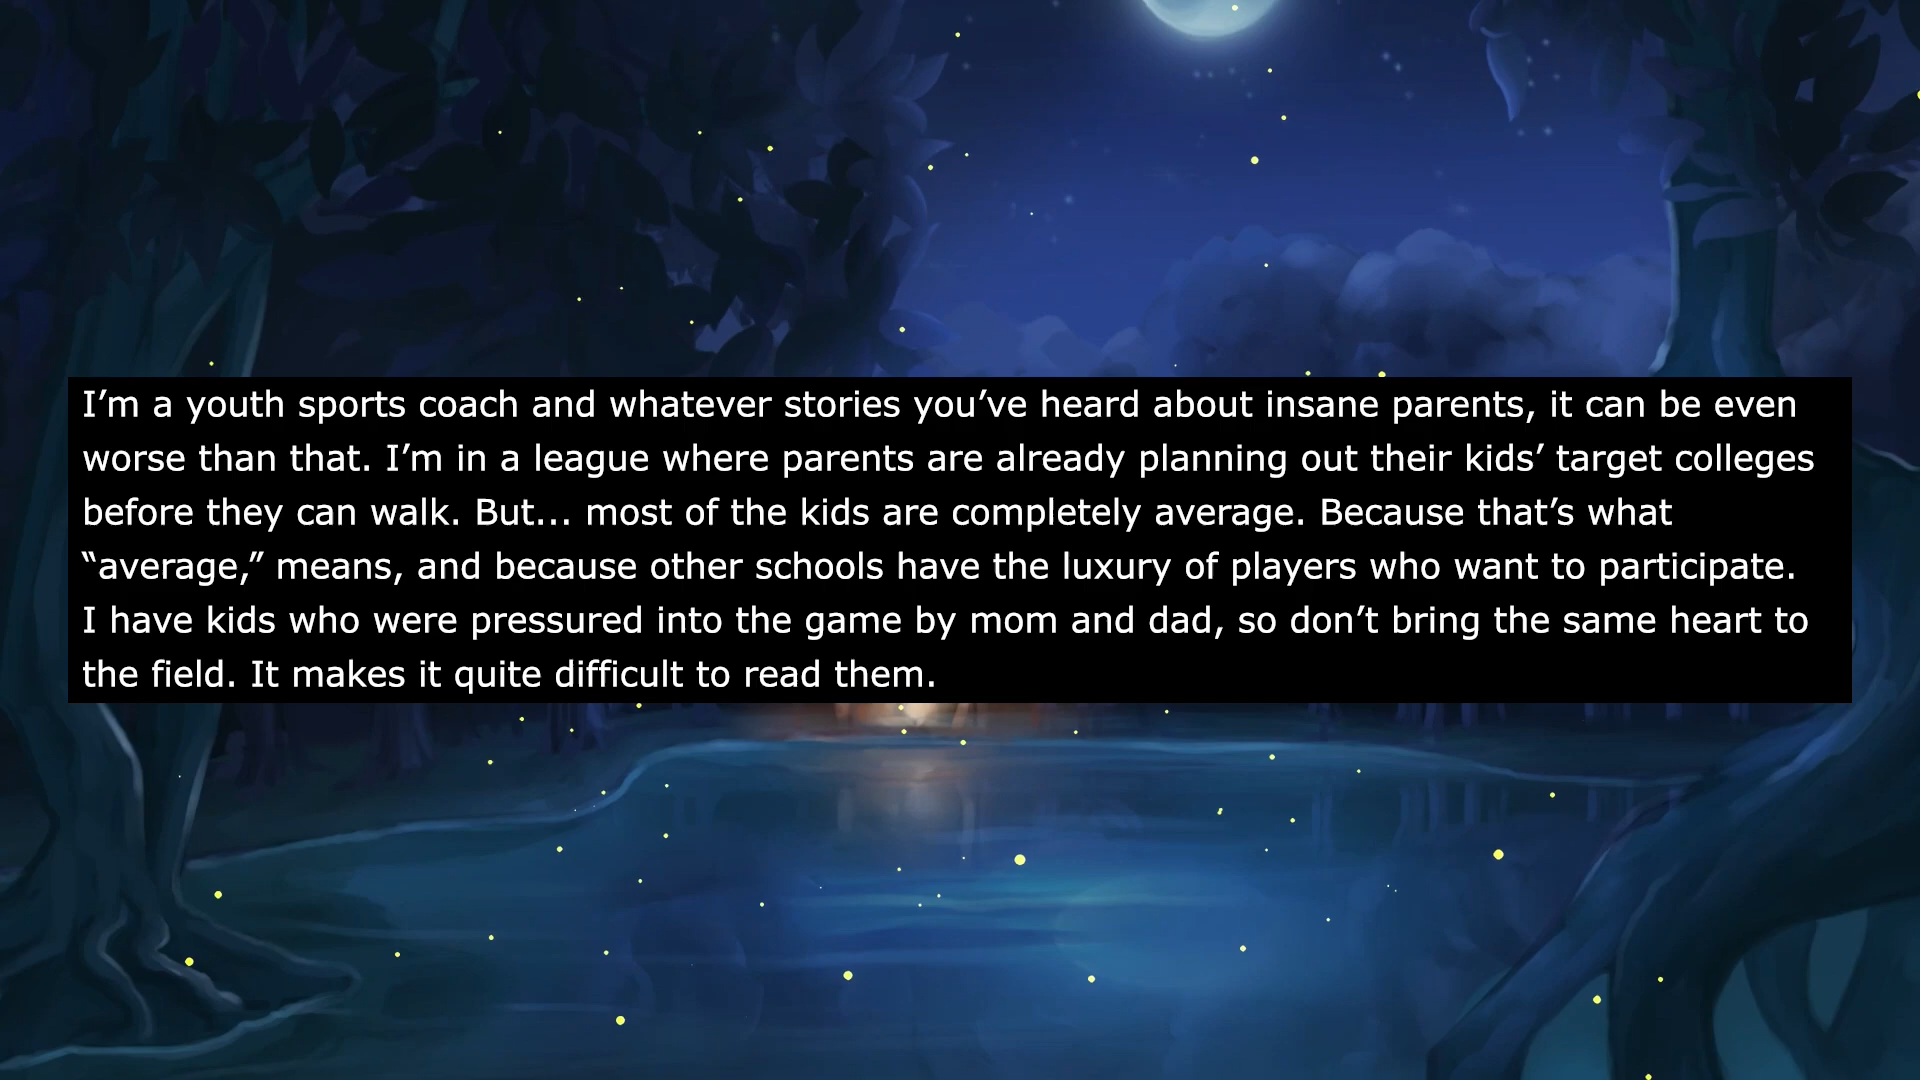 I’m a youth sports coach and whatever stories you’ve heard about insane parents, it can be even
worse than that. I’m in a league where parents are already planning out their kids’ target colleges
before they can walk. But... most of the kids are completely average. Because that’s what
“average,” means, and because other schools have the luxury of players who want to participate.
I have kids who were pressured into the game by mom and dad, so don’t bring the same heart to
the field. It makes it quite difficult to read them.